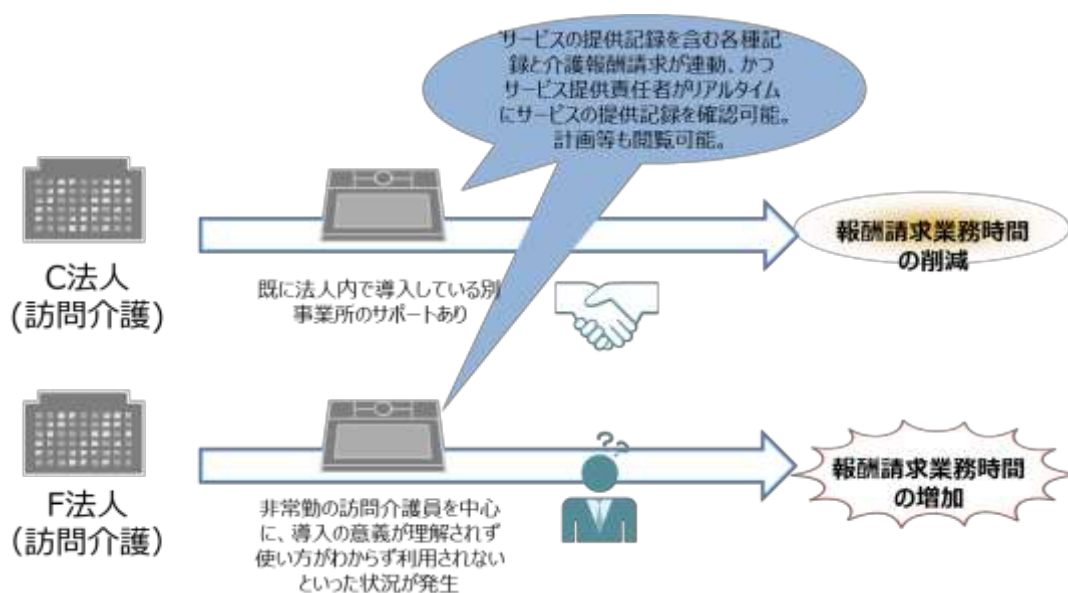 サービスの提供記録を含む各種記
録と介護報酬請求が連動、かつ
サービス提供責任者がリアルタイム
にサービスの提供記録を確認可能。
計画等も閲覧可能。
C法人
(訪問介護)
既に法人内で導入している別
事業所のサポートあり
報酬請求業務時間
の削減
F法人
(訪問介護)
非常勤の訪問介護員を中心
に、導入の意義が理解されず
使い方がわからず利用されない
といった状況が発生
??
報酬請求業務時間
の増加